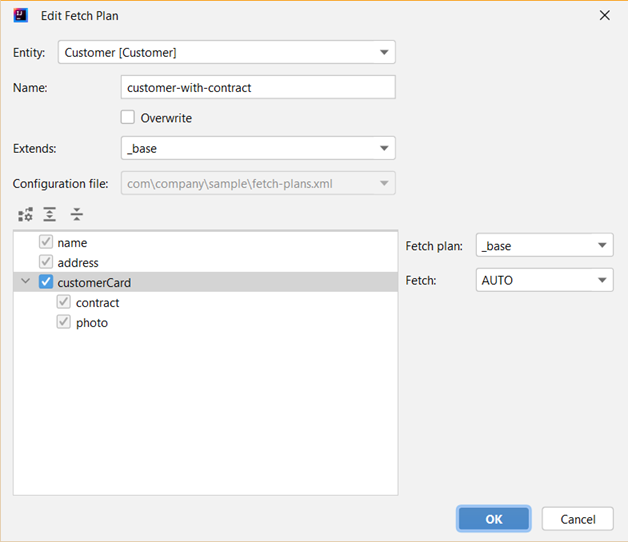 Edit Fetch Plan
Entity: Customer [Customer]
Name: customer-with-contract
Overwrite
Extends: _base
Configuration file: com\company\sample\fetch-plans.xml
name
address
customerCard
contract
photo
Fetch plan: _base
Fetch: AUTO
OK Cancel